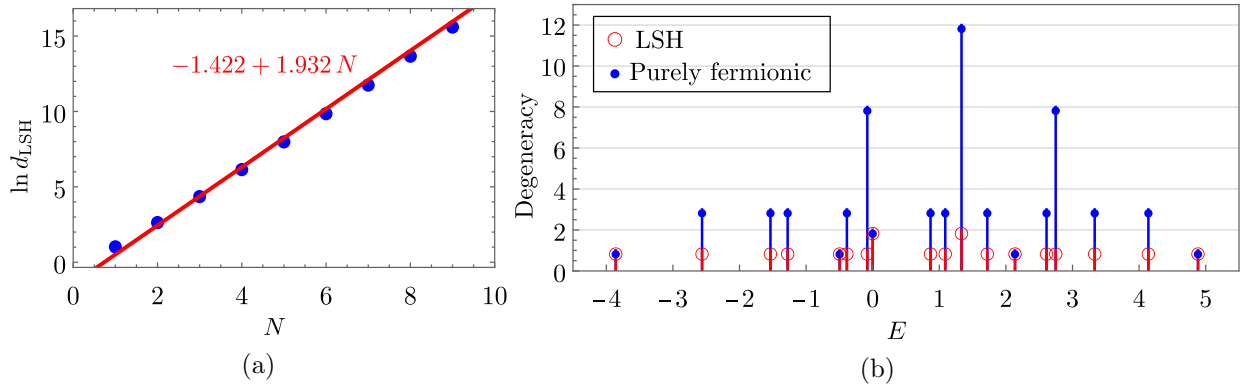 15
10
5
0
ln d_LSH
−1.422 + 1.932 N
0 2 4 6 8 10
N
(a)
12
10
8
6
4
2
0
Degeneracy
LSH
Purely fermionic
−4 −3 −2 −1 0 1 2 3 4 5
E
(b)